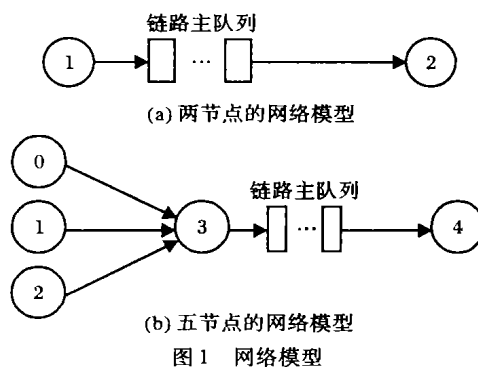 链路主队列
1 … 2
(a) 两节点的网络模型
0
链路主队列
1 3 … 4
2
(b) 五节点的网络模型
图1 网络模型